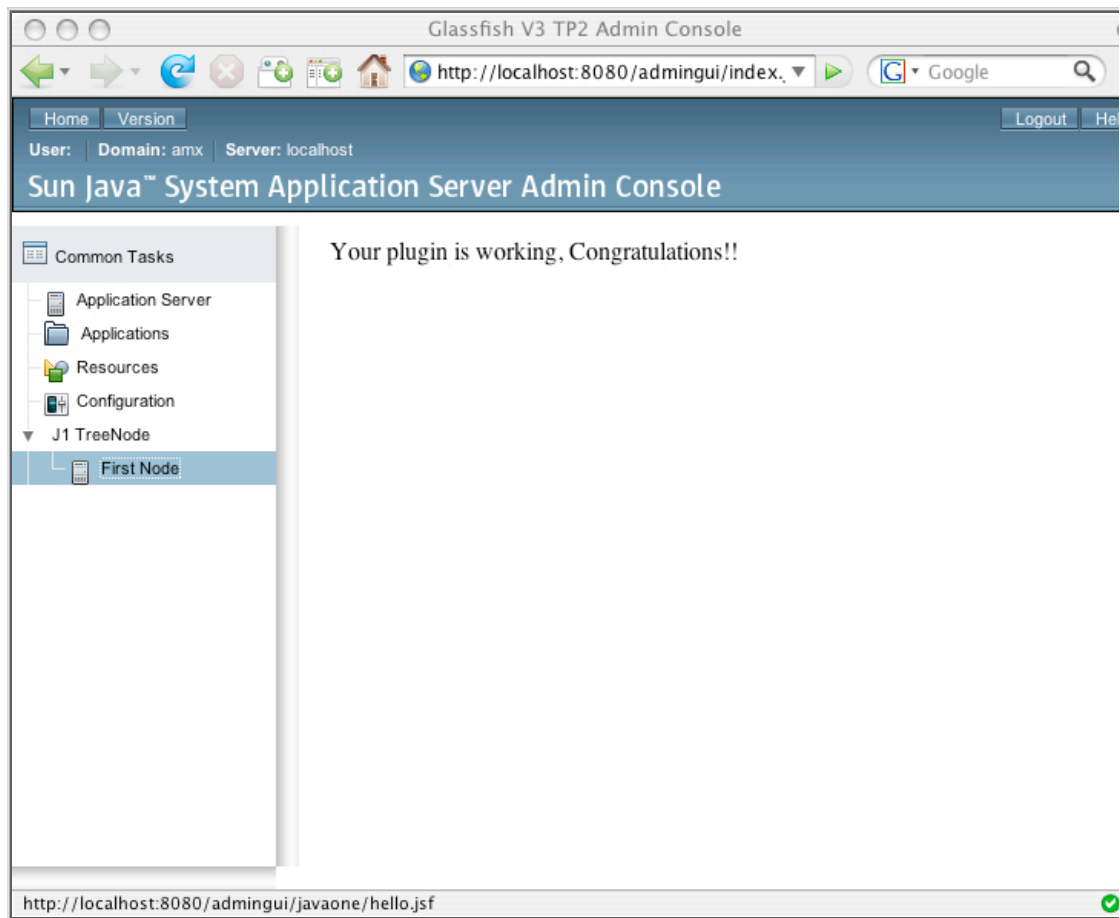 Glassfish V3 TP2 Admin Console
http://localhost:8080/admingui/index.
G Google
Home Version Logout
User: Domain: amx Server: localhost
Sun Java™ System Application Server Admin Console
Common Tasks
Your plugin is working, Congratulations!!
Application Server
Applications
Resources
Configuration
J1 TreeNode
First Node
http://localhost:8080/admingui/javaone/hello.jsf